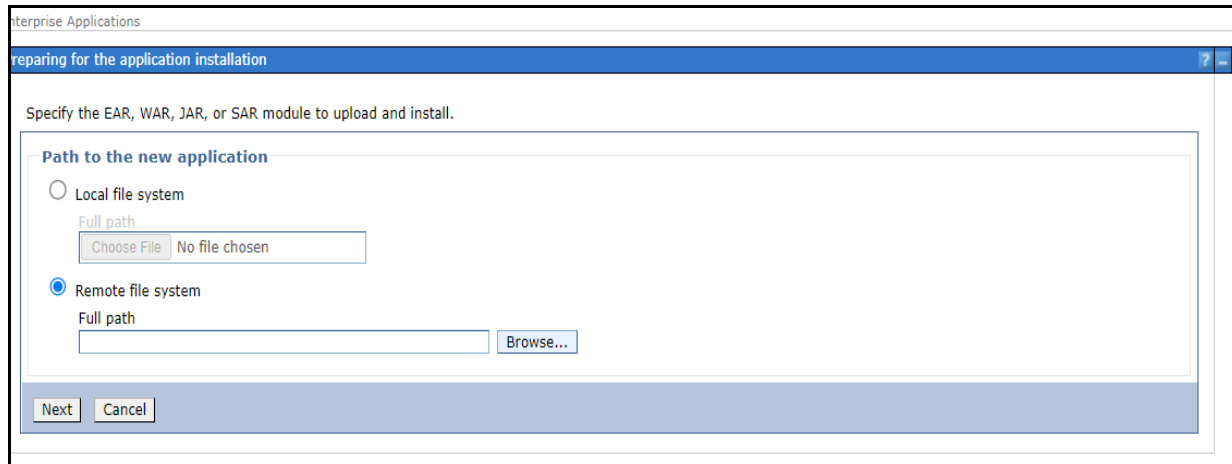 nterprise Applications
reparing for the application installation
? -
Specify the EAR, WAR, JAR, or SAR module to upload and install.
Path to the new application
Local file system
Full path
Choose File No file chosen
Remote file system
Full path
Browse...
Next Cancel